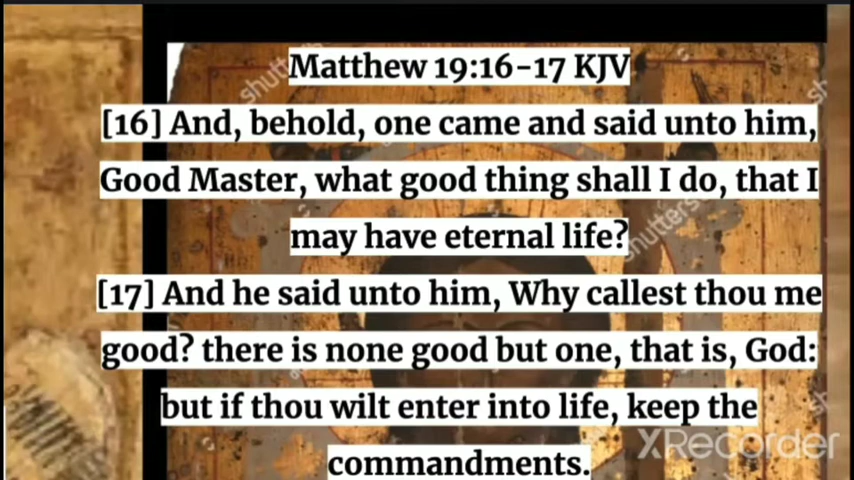 Matthew 19:16-17 KJV
[16] And, behold, one came and said unto him,
Good Master, what good thing shall I do, that I
may have eternal life?
[17] And he said unto him, Why callest thou me
good? there is none good but one, that is, God:
but if thou wilt enter into life, keep the
commandments.
XRecorder